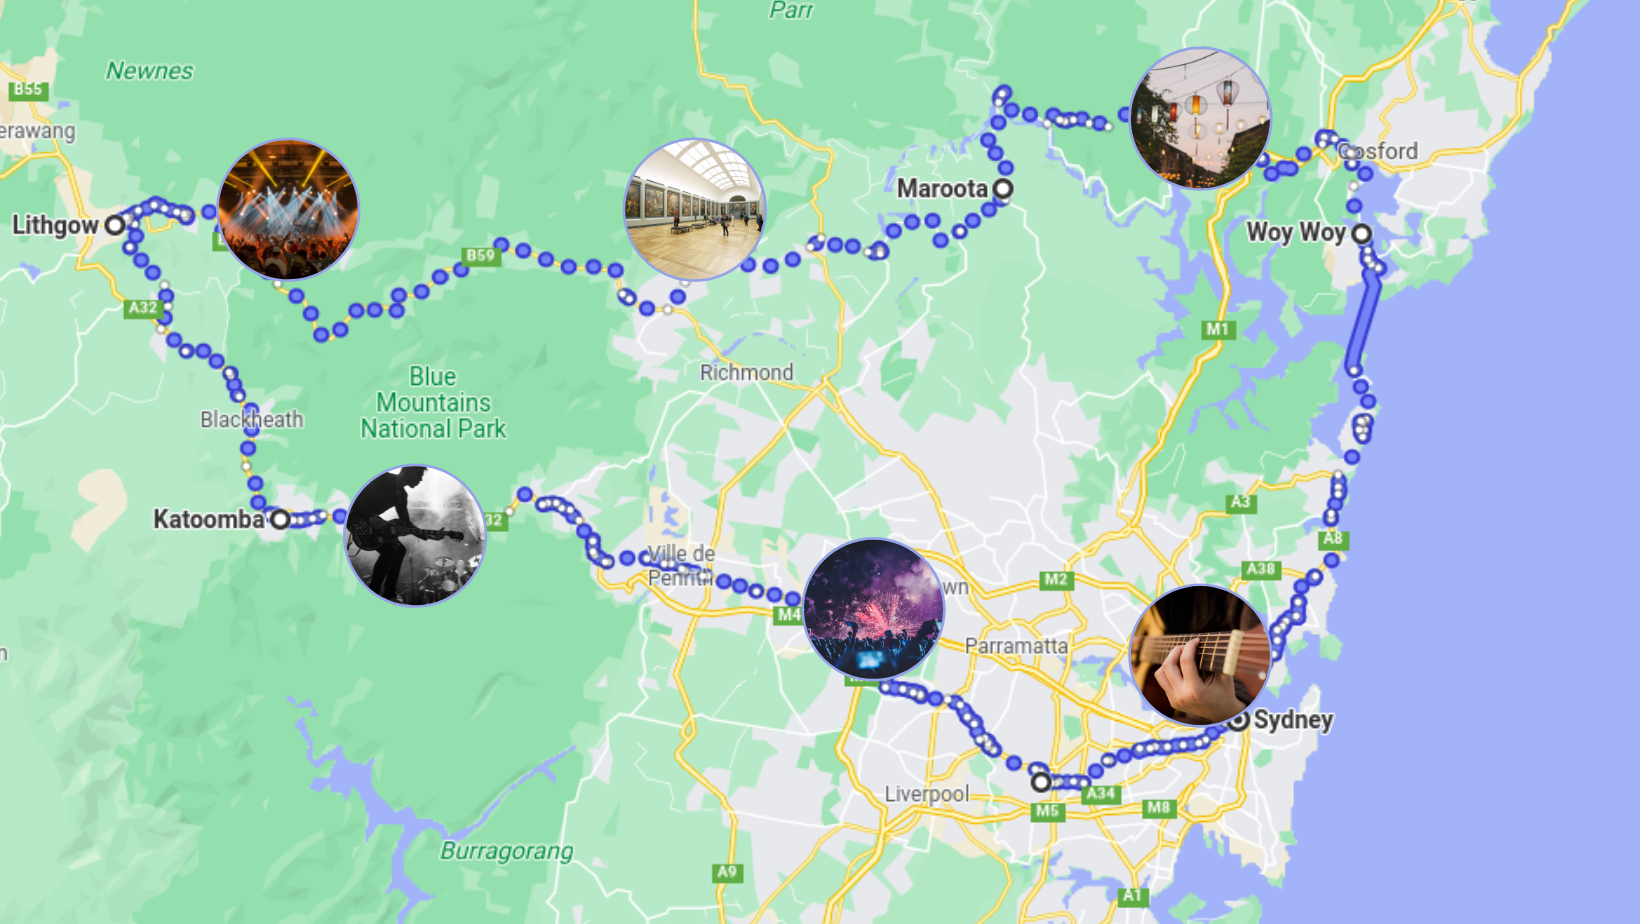 Parr
Newnes
B55
erawang
Gosford
Maroota
Lithgow
Woy Woy
B59
A32
M1
Richmond
Blue
Mountains
National Park
Blackheath
A3
Katoomba
32
A8
Ville de
Penrith
A38
M2
wn
M4
Parramatta
n
Sydney
Liverpool
A34
M5
M8
Burragorang
A9
A1